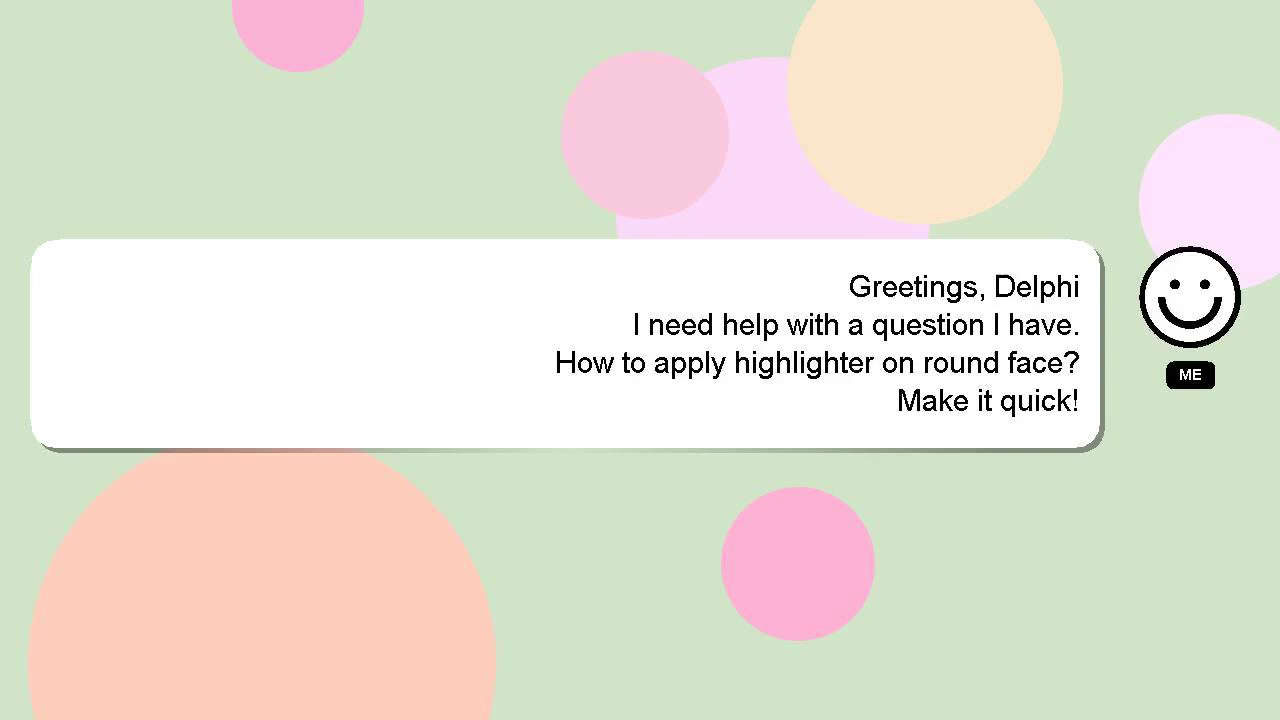 Greetings, Delphi
I need help with a question I have.
How to apply highlighter on round face?
Make it quick!
ME